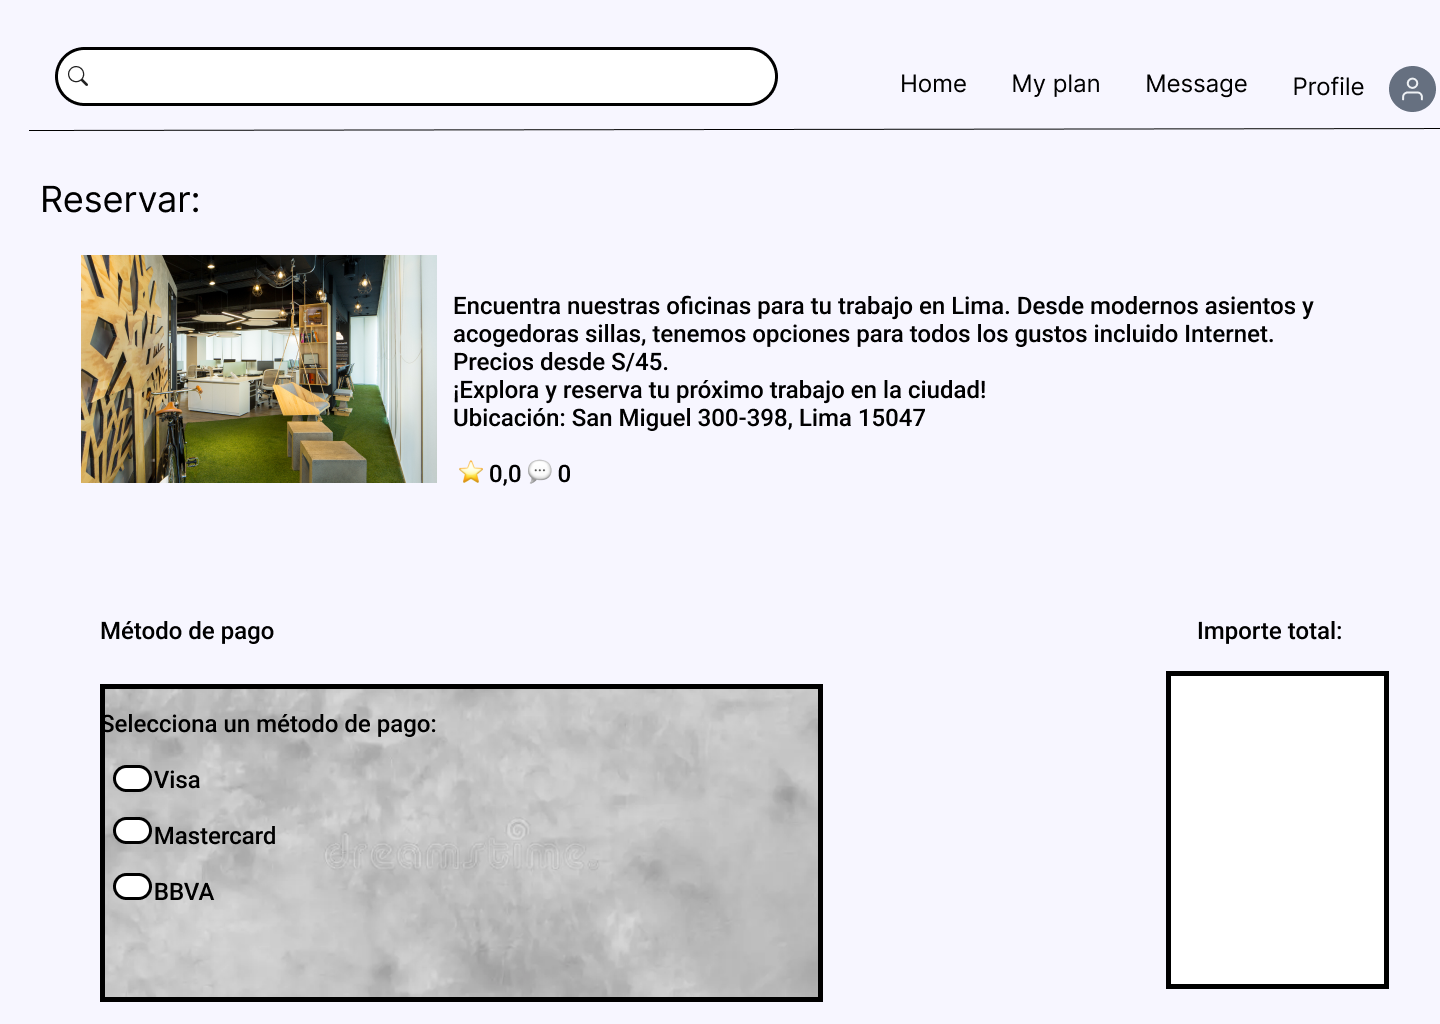 Home My plan Message Profile
Reservar:
Encuentra nuestras oficinas para tu trabajo en Lima. Desde modernos asientos y
acogedoras sillas, tenemos opciones para todos los gustos incluido Internet.
Precios desde S/45.
¡Explora y reserva tu próximo trabajo en la ciudad!
Ubicación: San Miguel 300-398, Lima 15047
⭐ 0,0 💬 0
Método de pago
Importe total:
Selecciona un método de pago:
Visa
Mastercard
BBVA
dreamstime